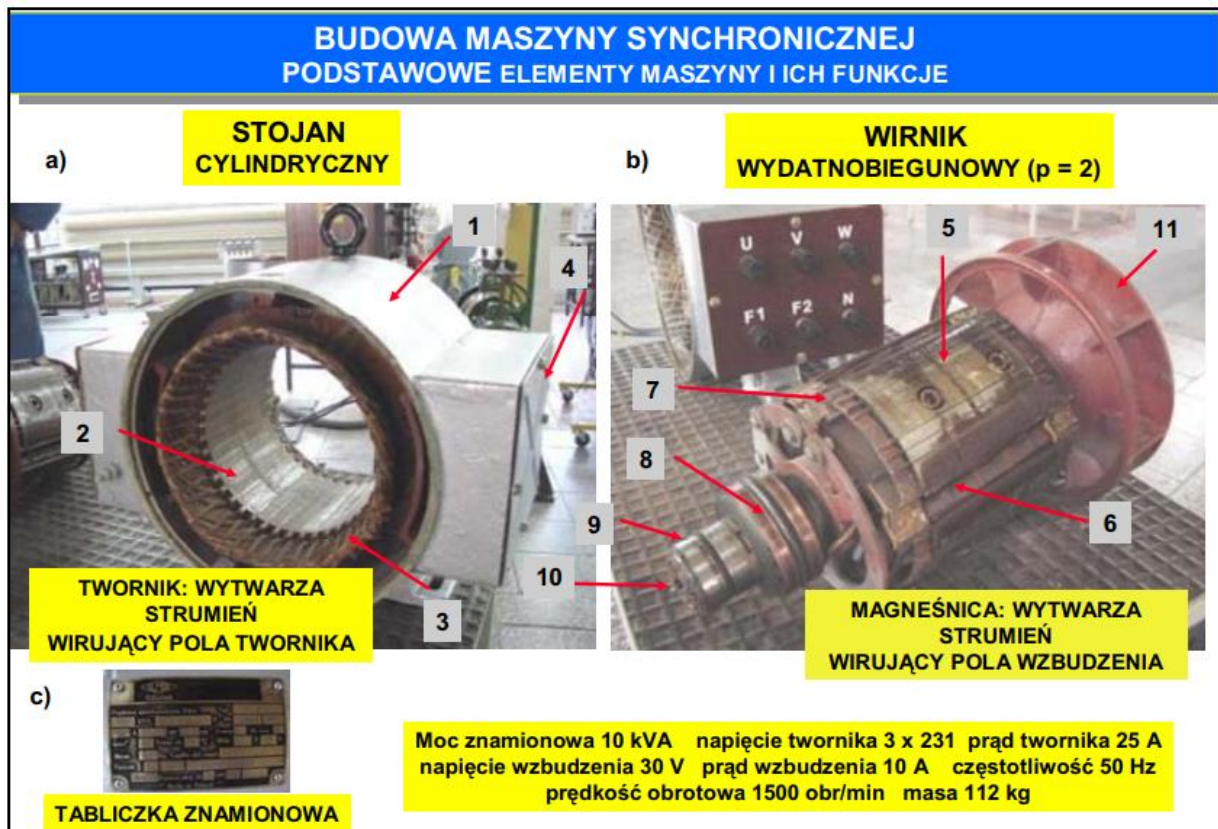 BUDOWA MASZYNY SYNCHRONICZNEJ
PODSTAWOWE ELEMENTY MASZYNY I ICH FUNKCJE
a)
STOJAN
CYLINDRYCZNY
b)
WIRNIK
WYDATNOBIEGUNOWY (p = 2)
1
4
2
3
5
11
U V W
F1 F2 N
7
8
9
10
6
TWORNIK: WYTWARZA
STRUMIEŃ
WIRUJĄCY POLA TWORNIKA
MAGNEŚNICA: WYTWARZA
STRUMIEŃ
WIRUJĄCY POLA WZBUDZENIA
c)
TABLICZKA ZNAMIONOWA
Moc znamionowa 10 kVA napięcie twornika 3 x 231 prąd twornika 25 A
napięcie wzbudzenia 30 V prąd wzbudzenia 10 A częstotliwość 50 Hz
prędkość obrotowa 1500 obr/min masa 112 kg